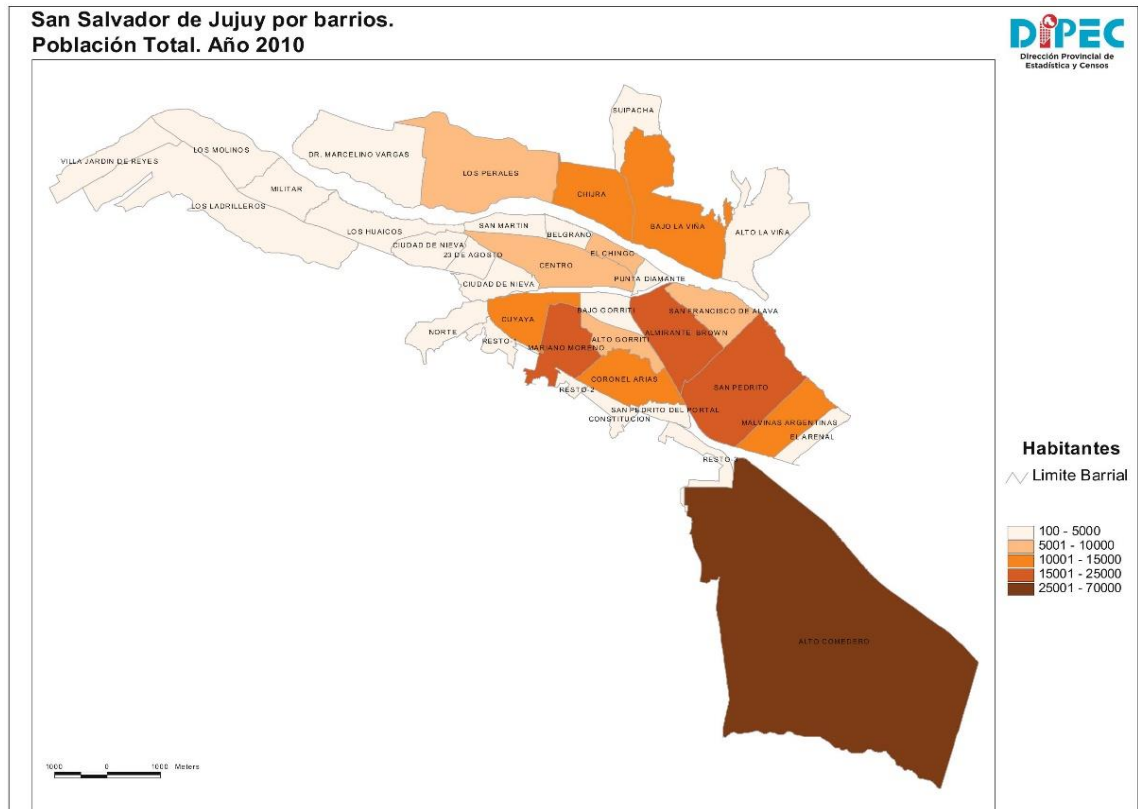 San Salvador de Jujuy por barrios.
Población Total. Año 2010
DiPEC
Dirección Provincial de
Estadística y Censos
SUIPACHA
LOS MOLINOS
VILLA JARDIN DE REYES
DR. MARCELINO VARGAS
LOS PERALES
MILITAR
CHIJRA
LOS LADRILLEROS
SAN MARTIN
BAJO LA VIÑA
LOS HUAICOS
BELGRANO
ALTO LA VIÑA
CIUDAD DE NIEVA
23 DE AGOSTO
EL CHINGO
CENTRO
PUNTA DIAMANTE
CIUDAD DE NIEVA
BAJO GORRITI
SAN FRANCISCO DE ALAVA
CUYAYA
NORTE
ALMIRANTE BROWN
RESTO 1
ALTO GORRITI
MARIANO MORENO
CORONEL ARIAS
SAN PEDRITO
RESTO 2
SAN PEDRITO DEL PORTAL
CONSTITUCION
MALVINAS ARGENTINAS
EL ARENAL
RESTO 3
Habitantes
Limite Barrial
100 - 5000
5001 - 10000
10001 - 15000
15001 - 25000
25001 - 70000
ALTO COMEDERO
1000 0 1000 Meters